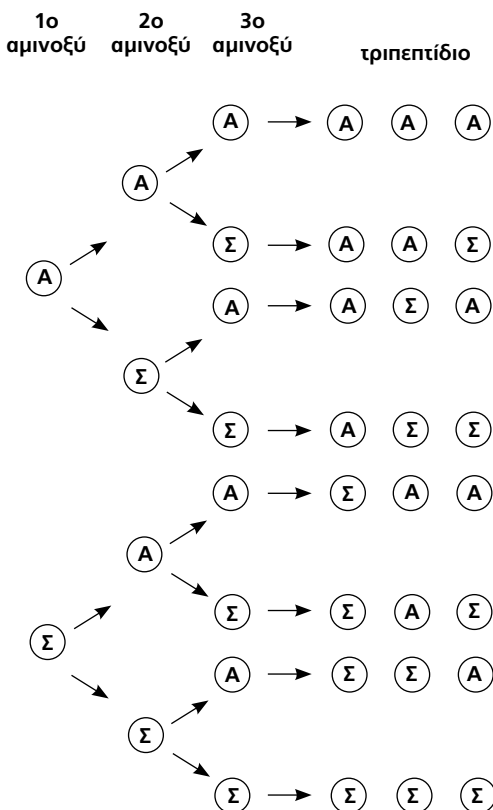 1ο 2ο 3ο
αμινοξύ αμινοξύ αμινοξύ τριπεπτίδιο
Α Α Α Α
Α
Σ Α Α Σ
Α
Α Α Σ Α
Σ
Σ Α Σ Σ
Α Σ Α Α
Α
Σ Σ Α Σ
Σ
Α Σ Σ Α
Σ
Σ Σ Σ Σ